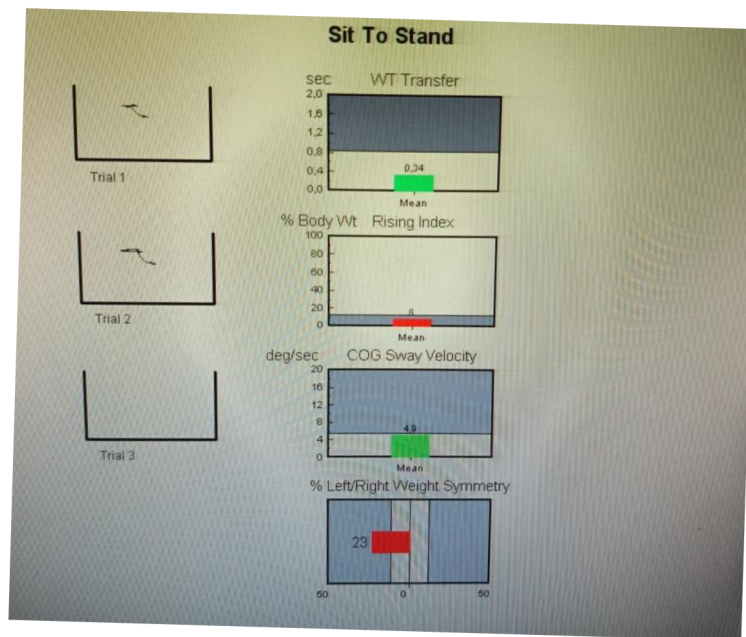 Sit To Stand
sec WT Transfer
2,0
1,6
1,2
0,8
0,4
0,0
0,34
Mean
Trial 1
% Body Wt Rising Index
100
80
60
40
20
0
8
Mean
Trial 2
deg/sec COG Sway Velocity
20
16
12
8
4
0
4,9
Mean
Trial 3
% Left/Right Weight Symmetry
23
50 0 50